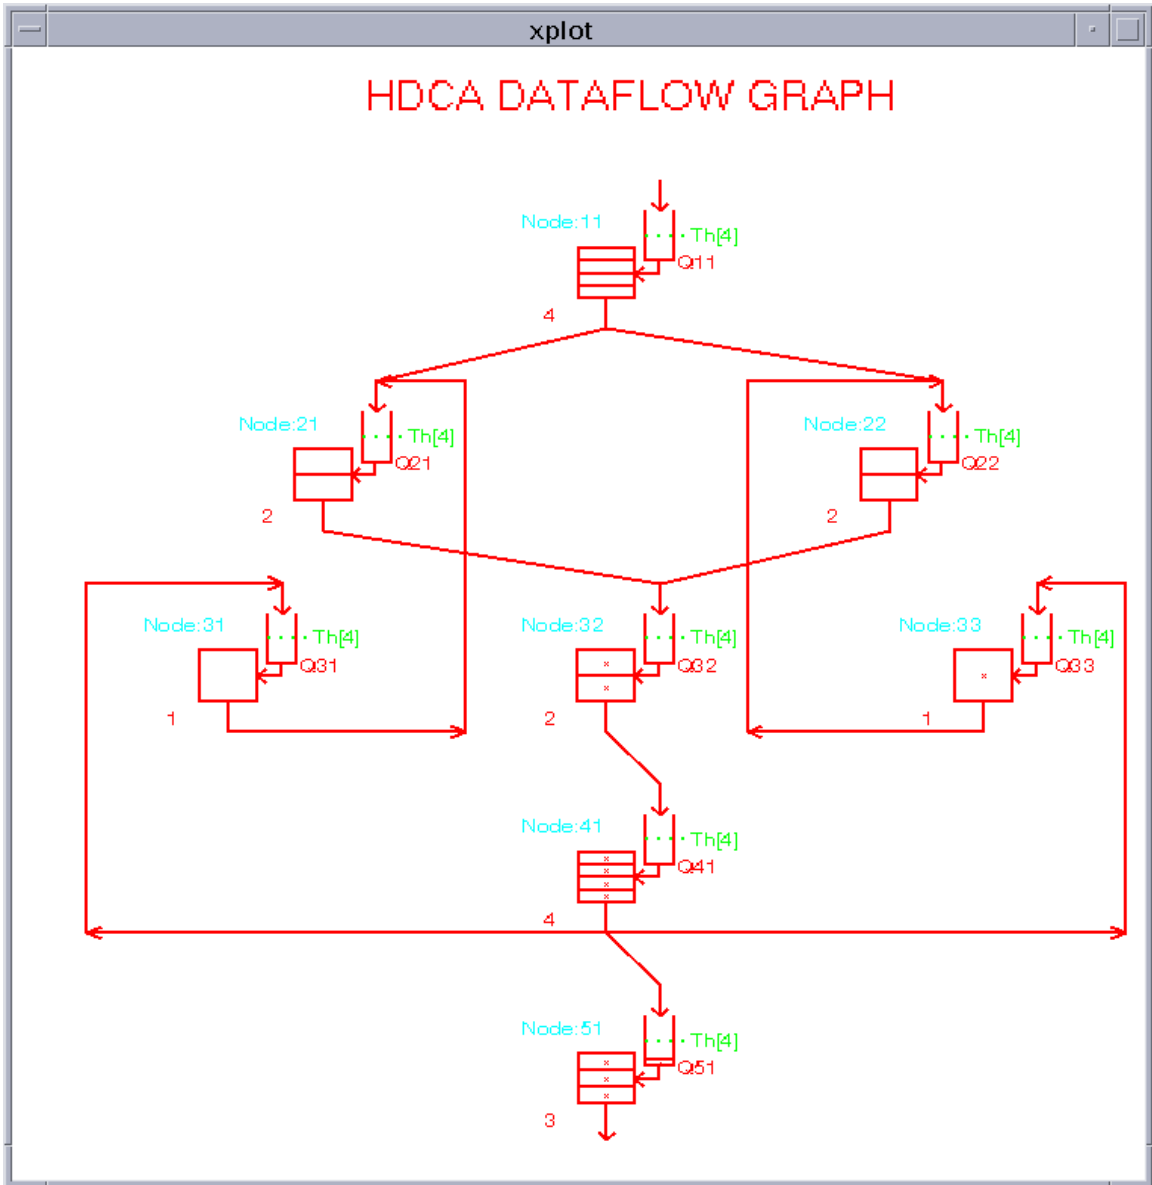 xplot
HDCA DATAFLOW GRAPH
Node:11
Th[4]
Q11
4
Node:21
Th[4]
Q21
2
Node:22
Th[4]
Q22
2
Node:31
Th[4]
Q31
1
Node:32
Th[4]
Q32
2
Node:33
Th[4]
Q33
1
Node:41
Th[4]
Q41
4
Node:51
Th[4]
Q51
3